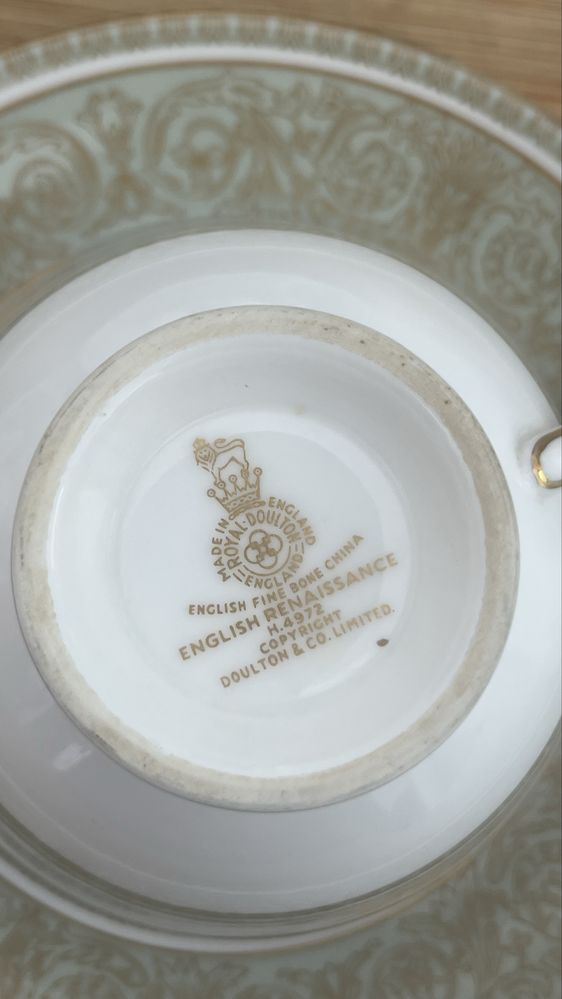 MADE IN ENGLAND
ROYAL·DOULTON
ENGLAND
ENGLISH FINE BONE CHINA
ENGLISH RENAISSANCE
H.4972
COPYRIGHT
DOULTON & CO. LIMITED.